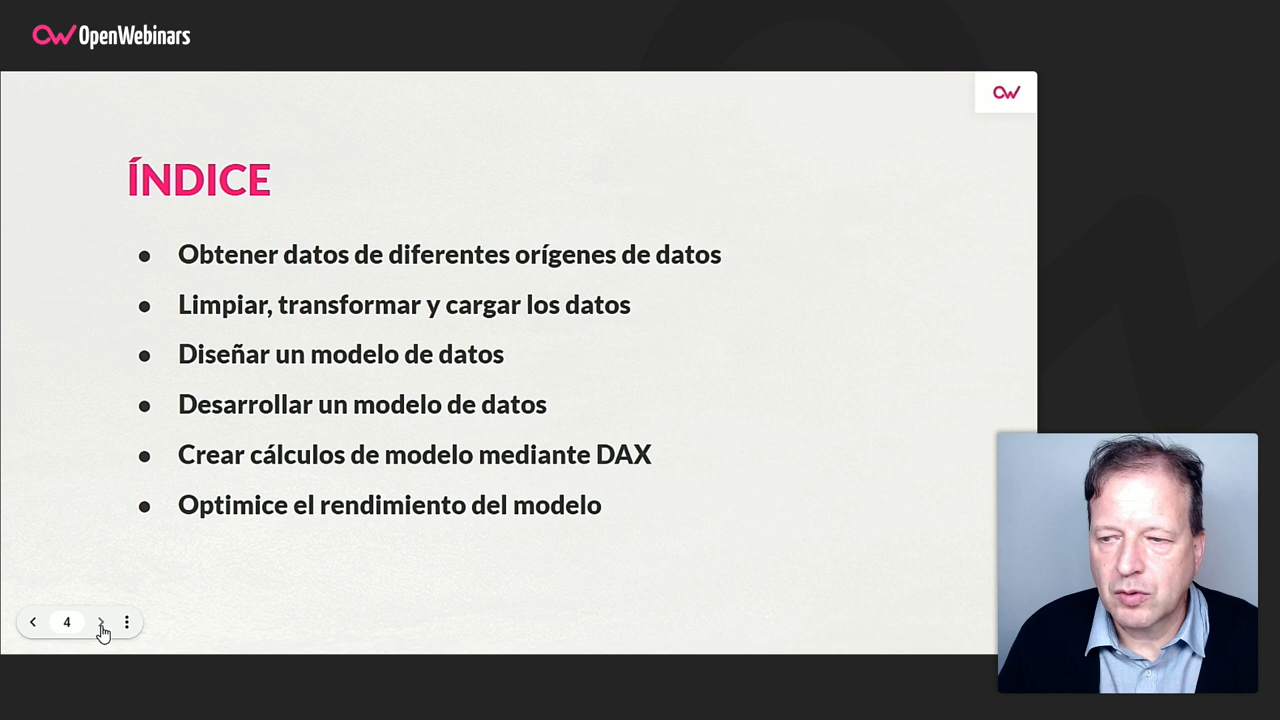 OpenWebinars
ÍNDICE
● Obtener datos de diferentes orígenes de datos
● Limpiar, transformar y cargar los datos
● Diseñar un modelo de datos
● Desarrollar un modelo de datos
● Crear cálculos de modelo mediante DAX
● Optimice el rendimiento del modelo
4